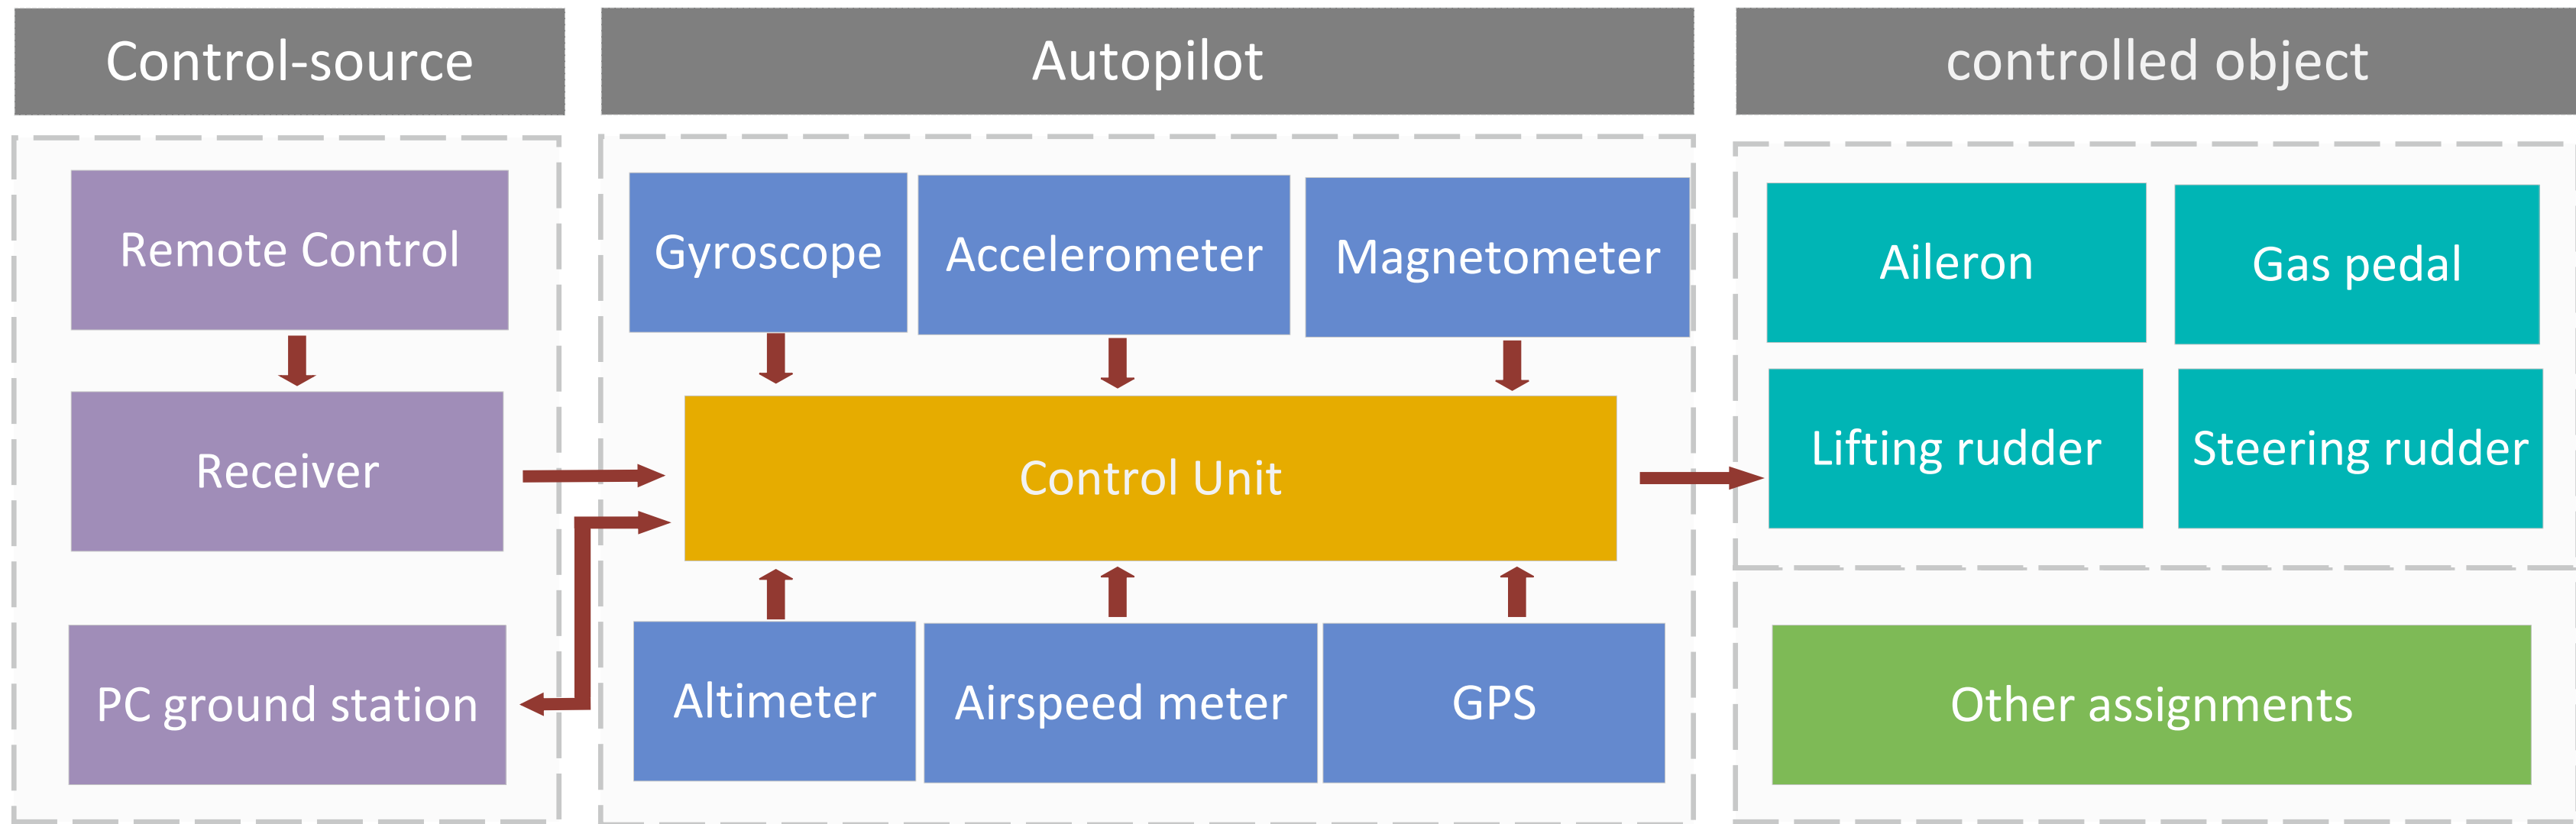 Control-source
Autopilot
controlled object
Remote Control
Gyroscope
Accelerometer
Magnetometer
Aileron
Gas pedal
Receiver
Control Unit
Lifting rudder
Steering rudder
PC ground station
Altimeter
Airspeed meter
GPS
Other assignments